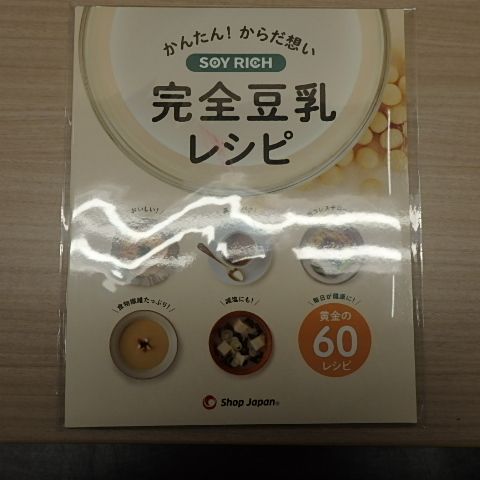 かんたん！からだ想い
SOY RICH
完全豆乳
レシピ
おいしい！
食物繊維たっぷり！
減塩にも！
毎日が健康に！
黄金の
60
レシピ
Shop Japan®